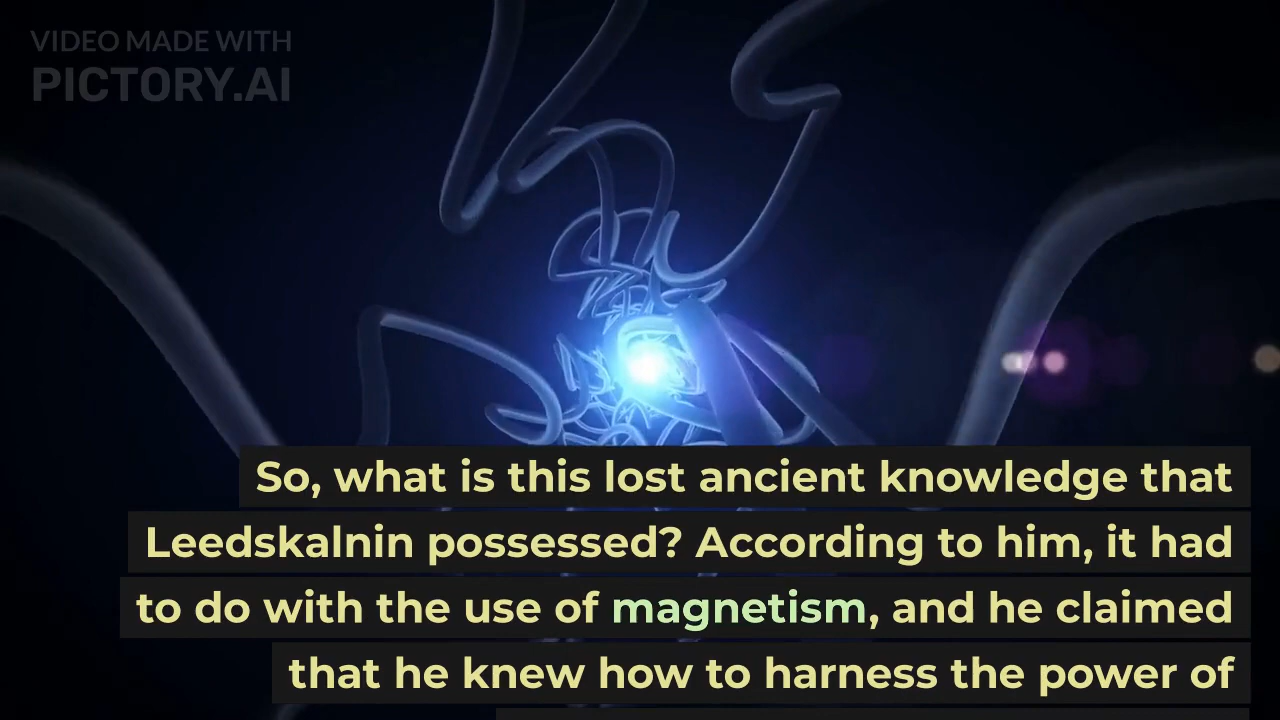 VIDEO MADE WITH
PICTORY.AI
So, what is this lost ancient knowledge that
Leedskalnin possessed? According to him, it had
to do with the use of magnetism, and he claimed
that he knew how to harness the power of